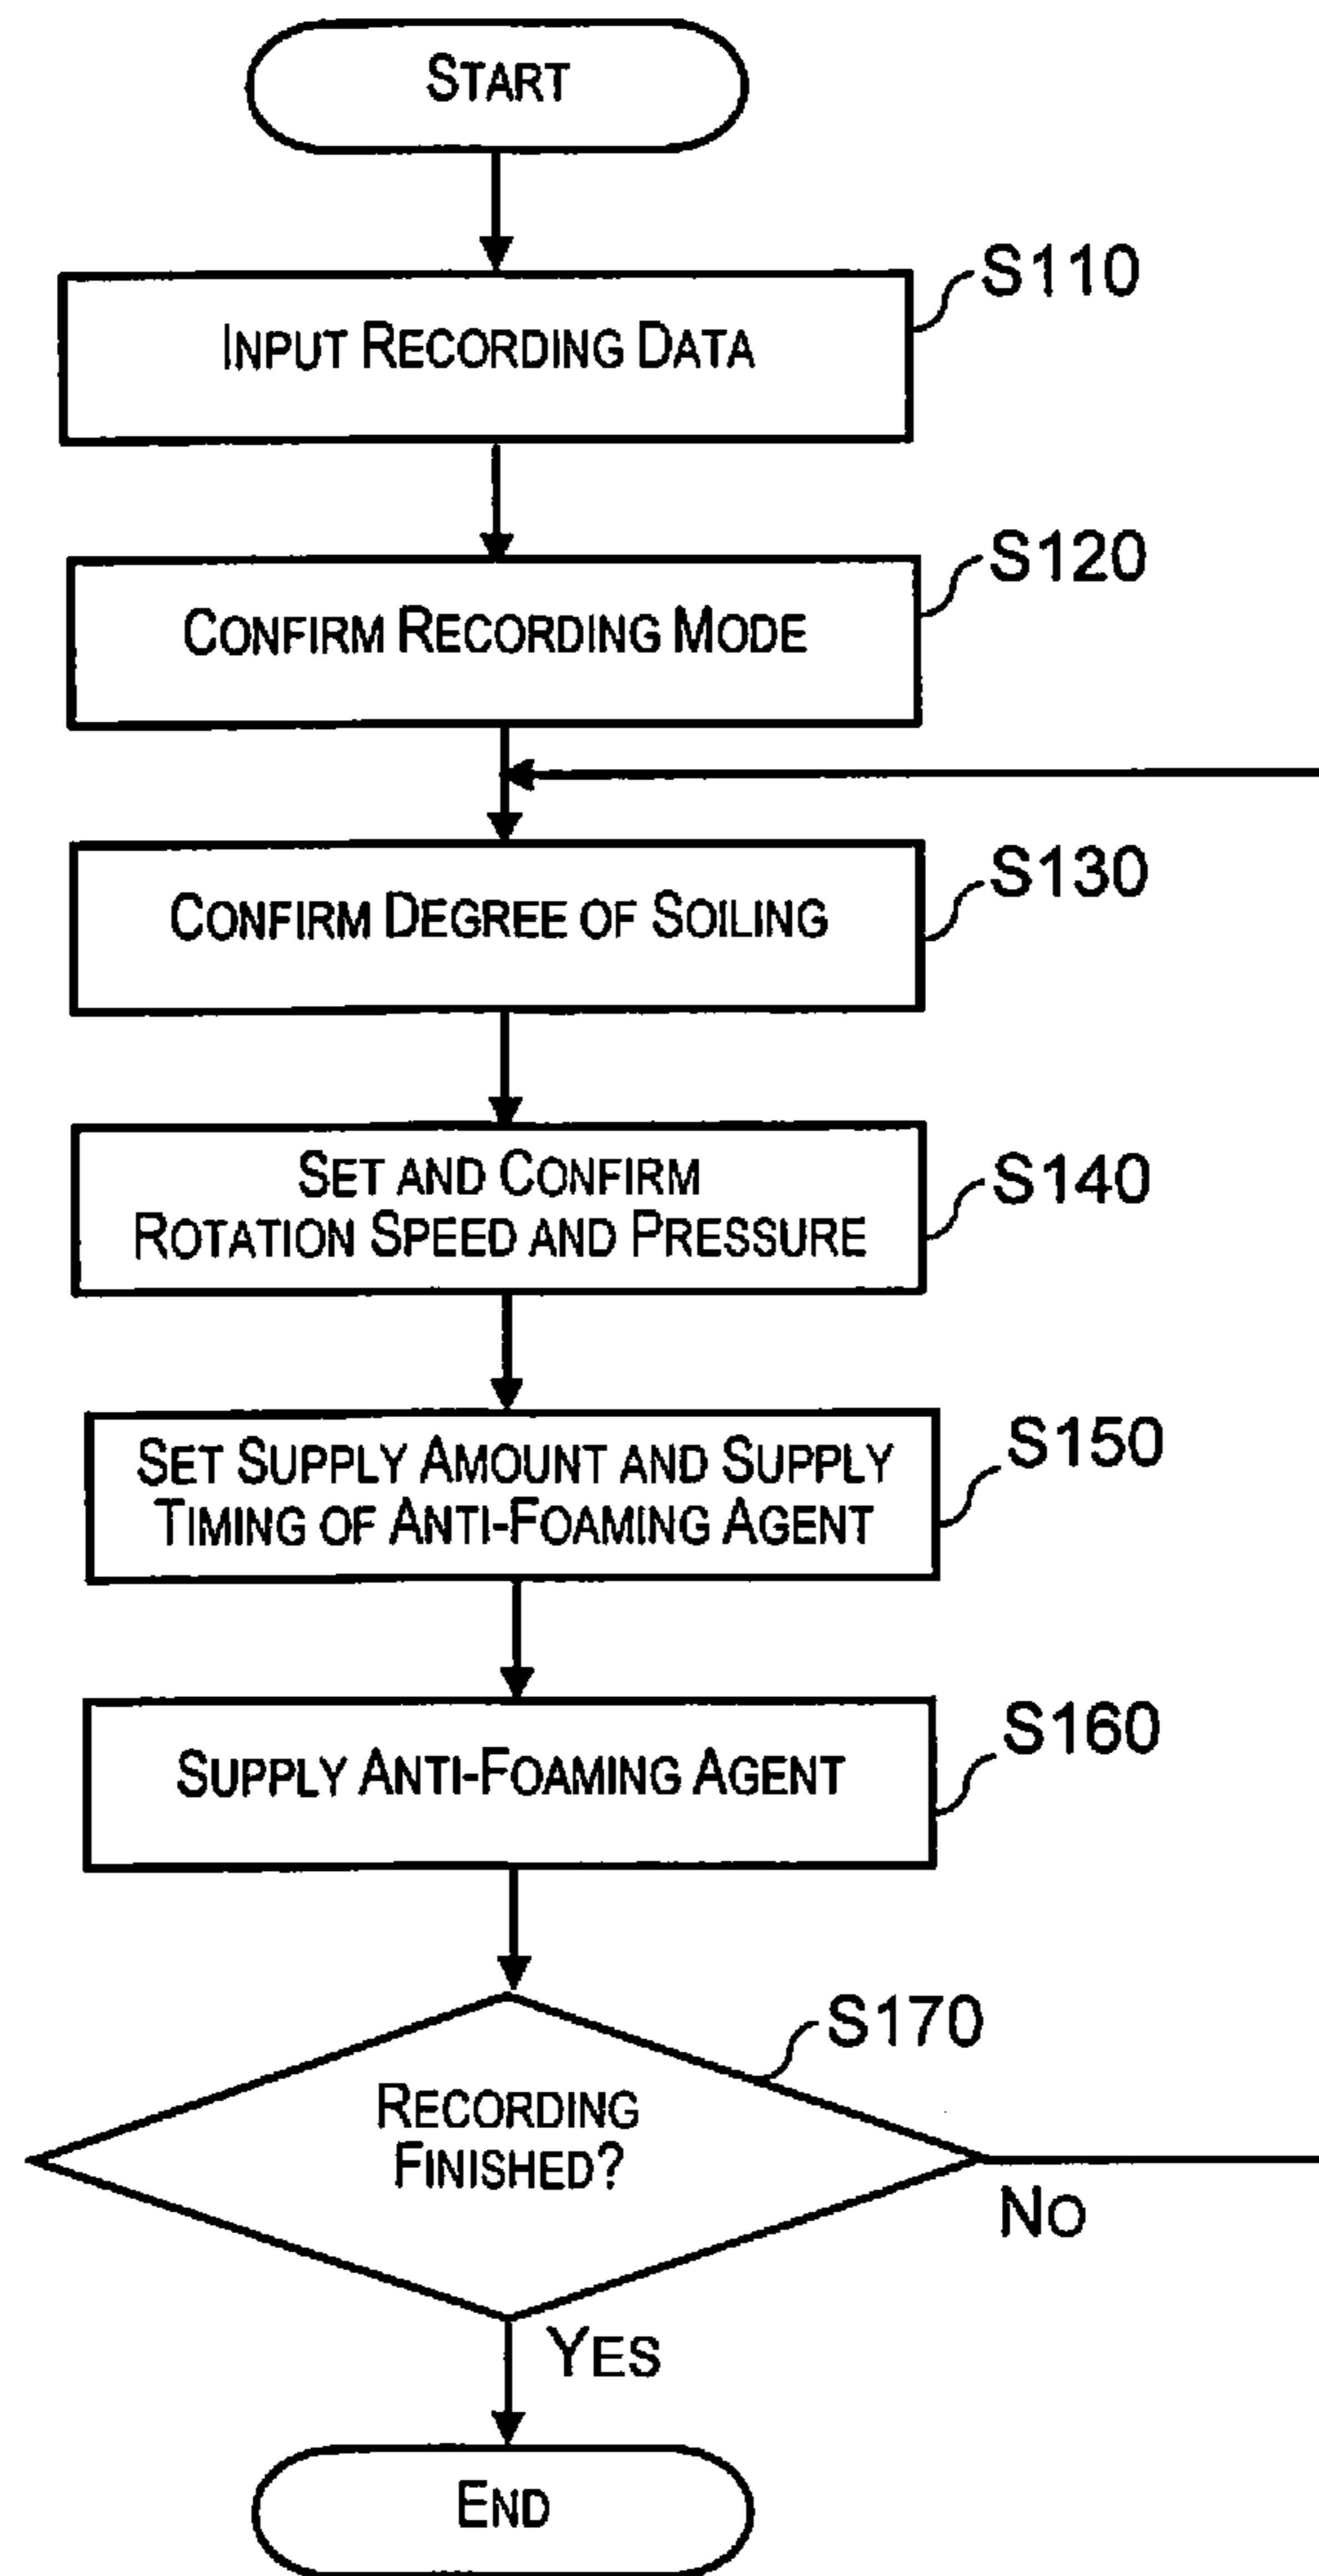 START
S110
INPUT RECORDING DATA
S120
CONFIRM RECORDING MODE
S130
CONFIRM DEGREE OF SOILING
S140
SET AND CONFIRM
ROTATION SPEED AND PRESSURE
S150
SET SUPPLY AMOUNT AND SUPPLY
TIMING OF ANTI-FOAMING AGENT
S160
SUPPLY ANTI-FOAMING AGENT
S170
RECORDING
FINISHED?
NO
YES
END